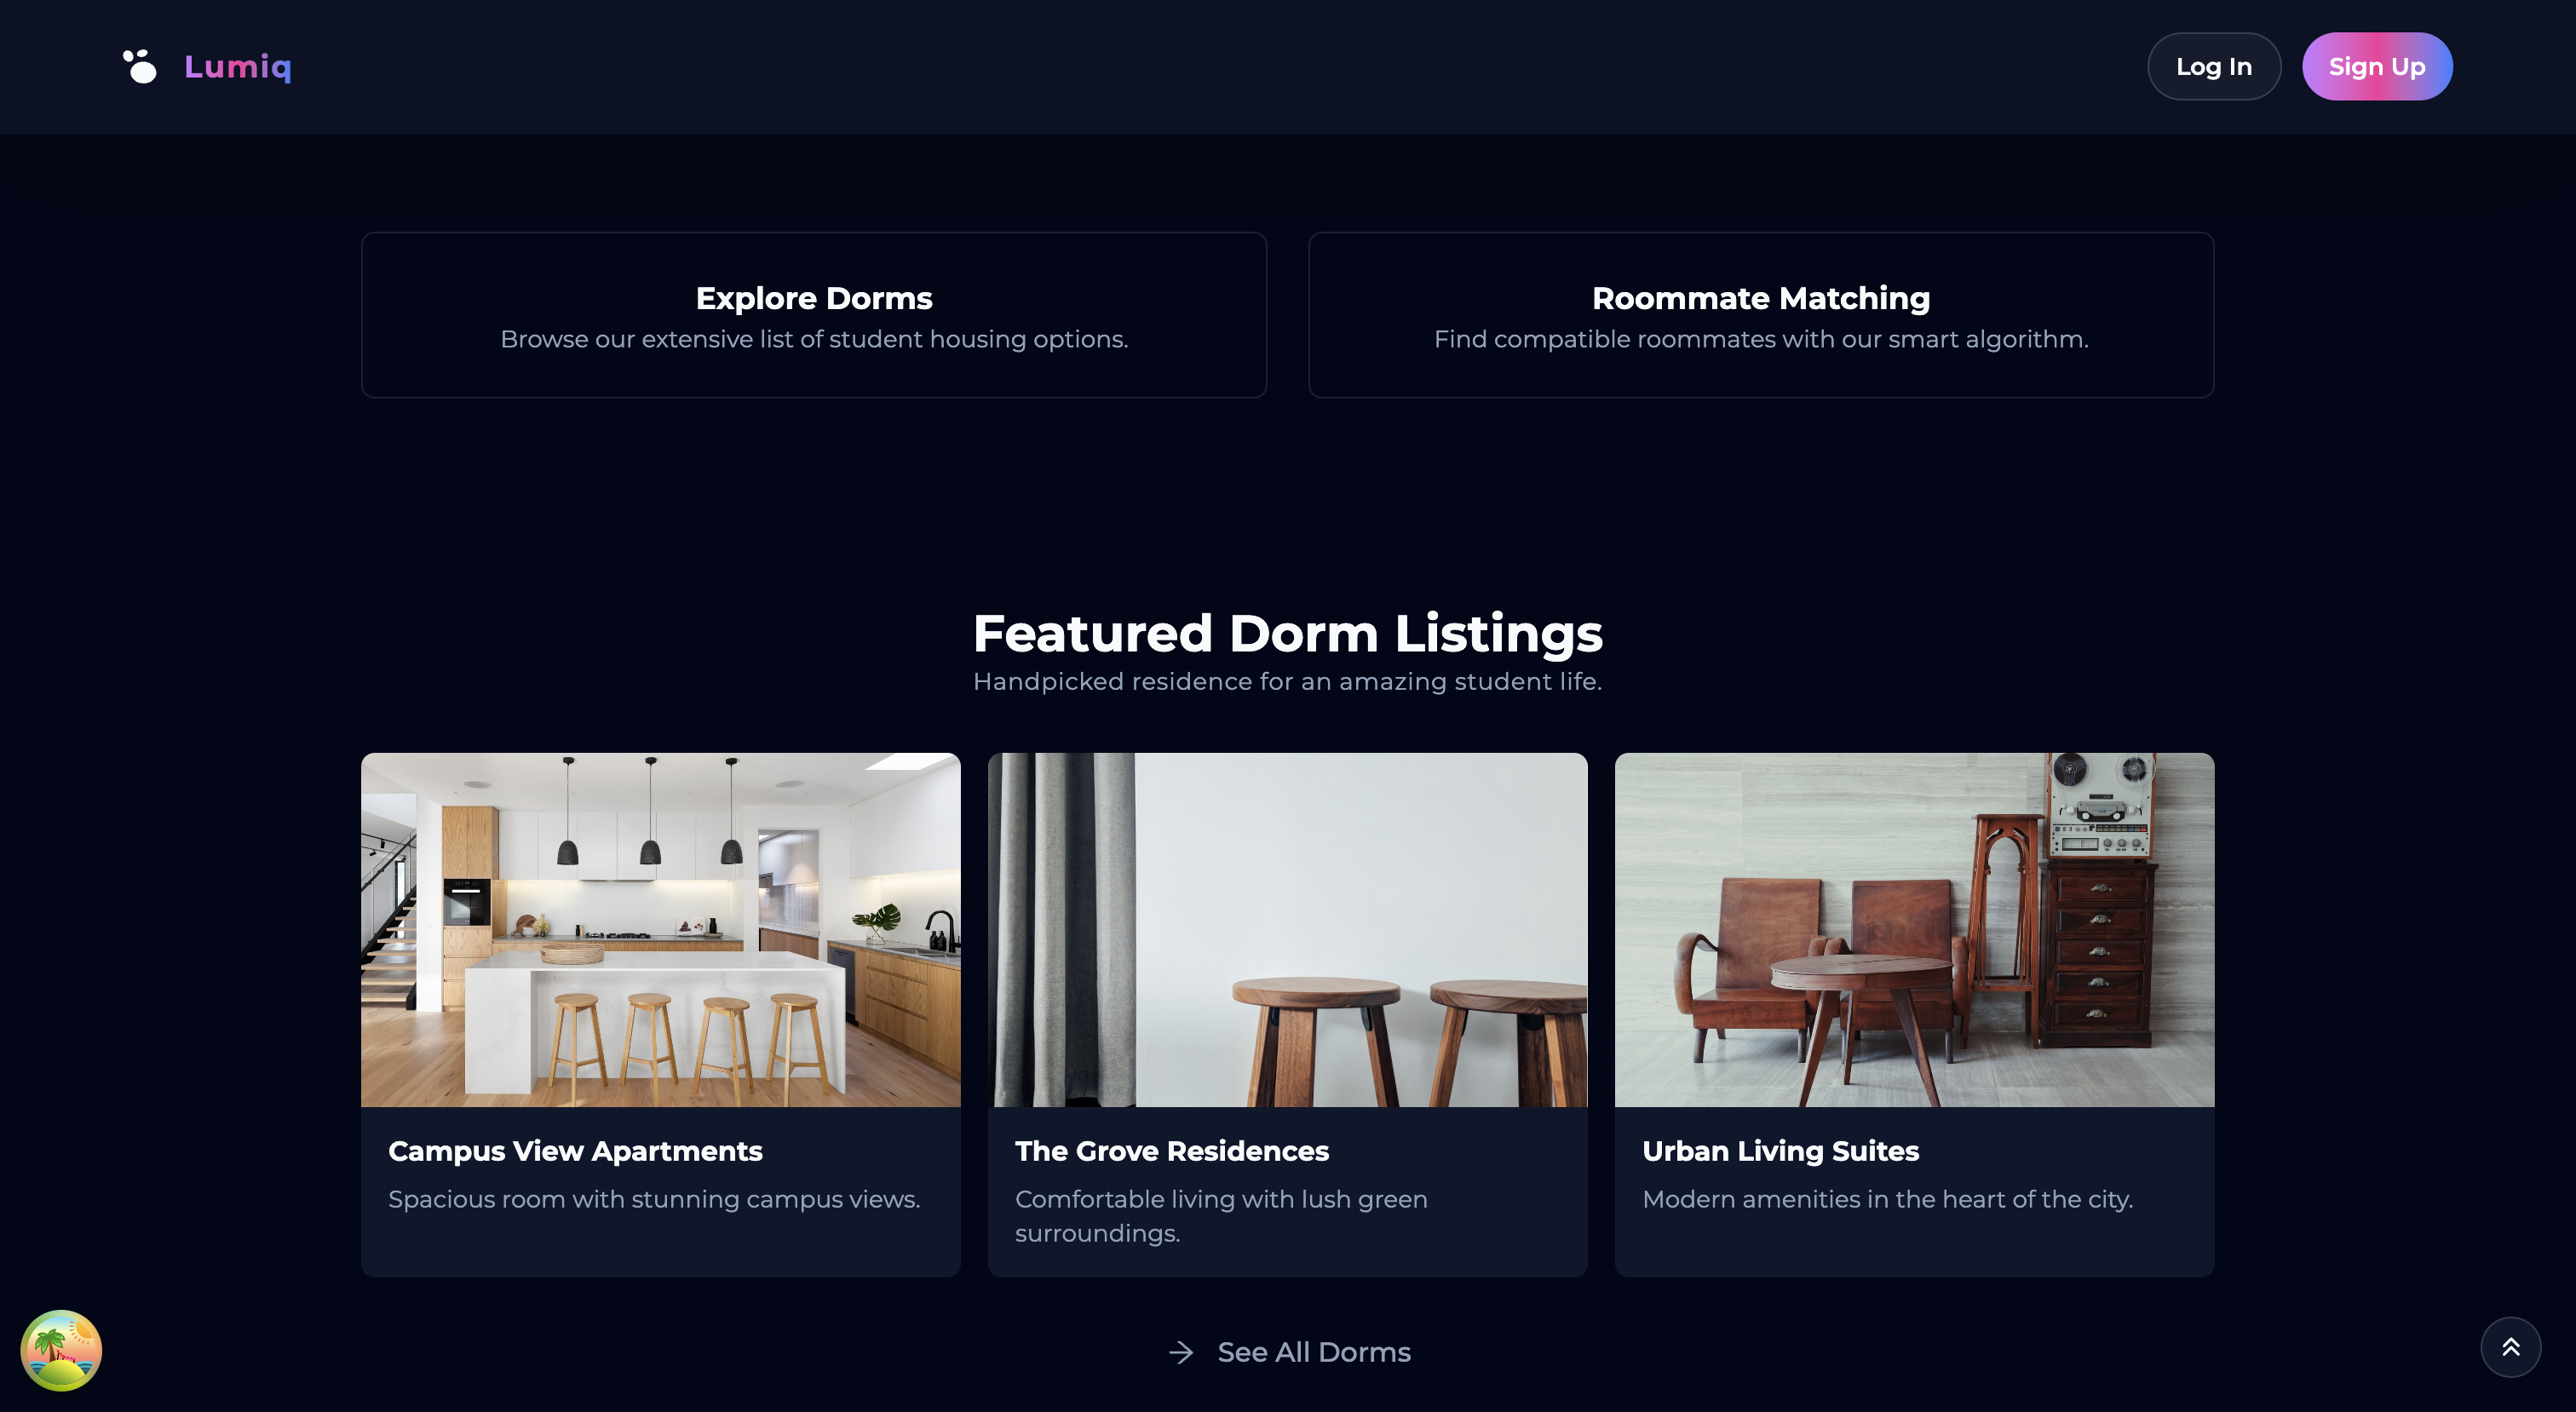 Lumiq
Log In
Sign Up
Explore Dorms
Browse our extensive list of student housing options.
Roommate Matching
Find compatible roommates with our smart algorithm.
Featured Dorm Listings
Handpicked residence for an amazing student life.
Campus View Apartments
Spacious room with stunning campus views.
The Grove Residences
Comfortable living with lush green
surroundings.
Urban Living Suites
Modern amenities in the heart of the city.
See All Dorms